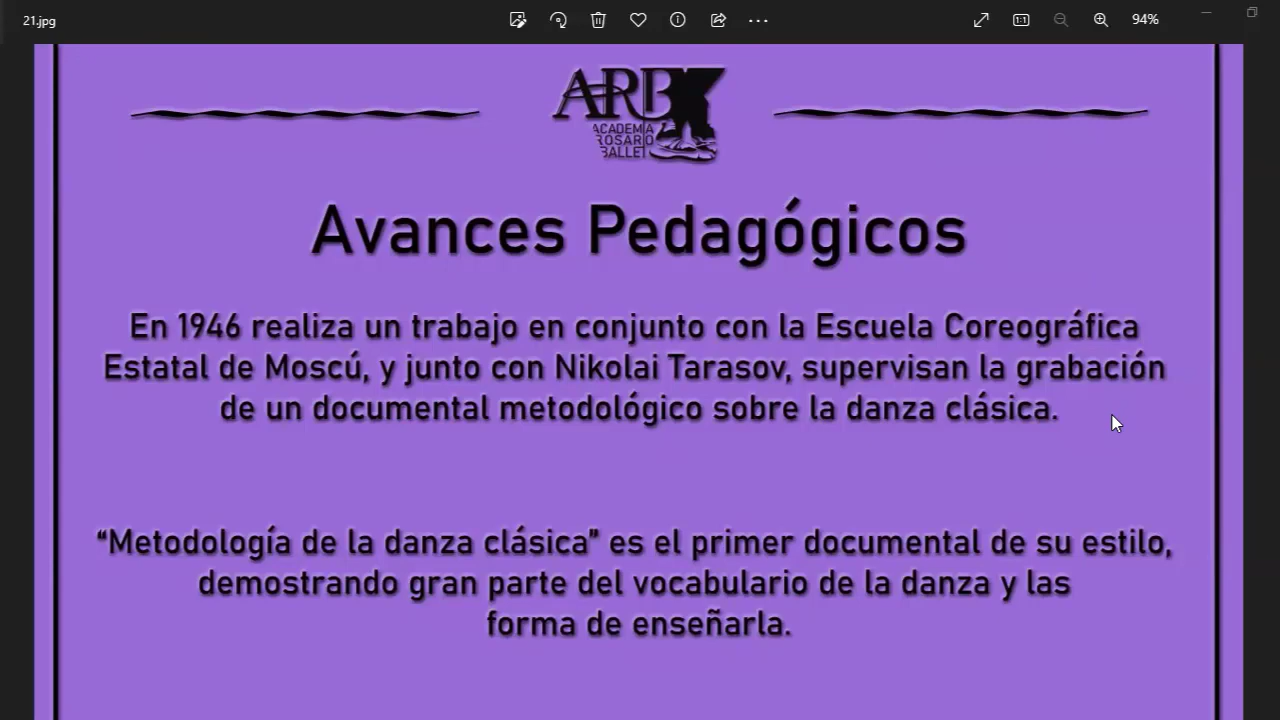 21.jpg
94%
ARB
ACADEMIA
ROSARIO
BALLET
Avances Pedagógicos
En 1946 realiza un trabajo en conjunto con la Escuela Coreográfica
Estatal de Moscú, y junto con Nikolai Tarasov, supervisan la grabación
de un documental metodológico sobre la danza clásica.
“Metodología de la danza clásica” es el primer documental de su estilo,
demostrando gran parte del vocabulario de la danza y las
forma de enseñarla.